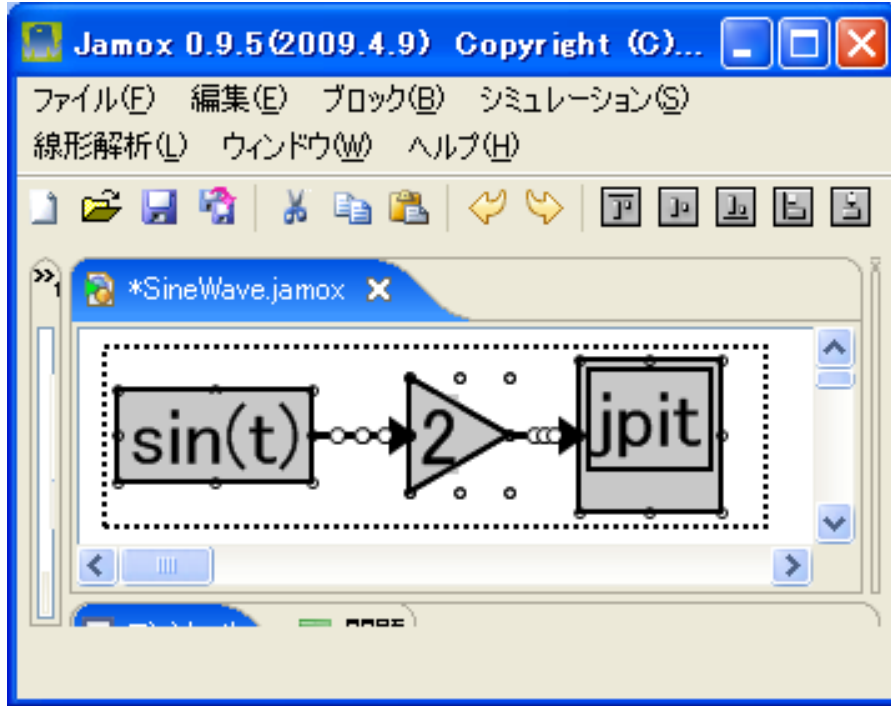 Jamox 0.9.5(2009.4.9) Copyright (C)...
ファイル(F) 編集(E) ブロック(B) シミュレーション(S)
線形解析(L) ウィンドウ(W) ヘルプ(H)
»1 *SineWave.jamox
sin(t) 2 jpit